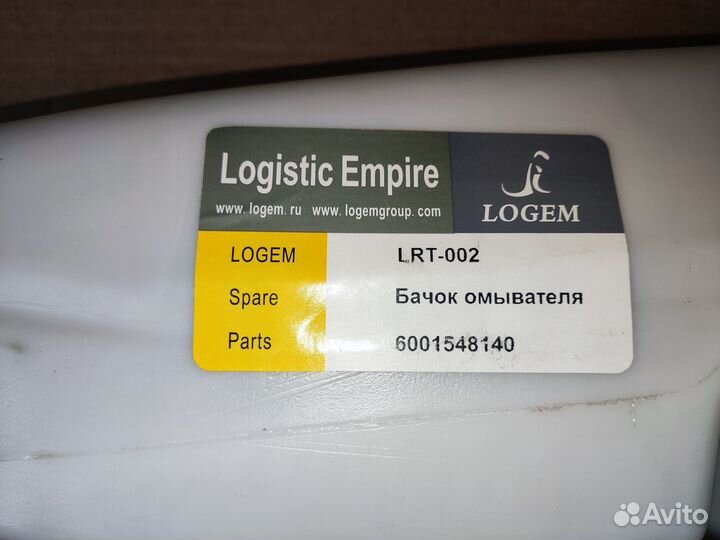 Logistic Empire
www. logem. ru www. logemgroup. com
LOGEM
LOGEM LRT-002
Spare Бачок омывателя
Parts 6001548140
Avito